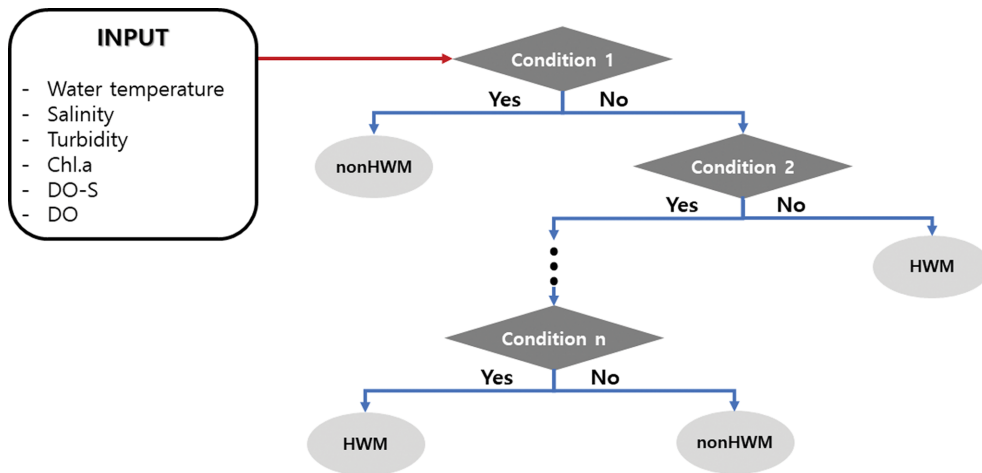 INPUT
- Water temperature
- Salinity
- Turbidity
- Chl.a
- DO-S
- DO
Condition 1
Yes No
nonHWM
Condition 2
Yes No
HWM
Condition n
Yes No
HWM
nonHWM